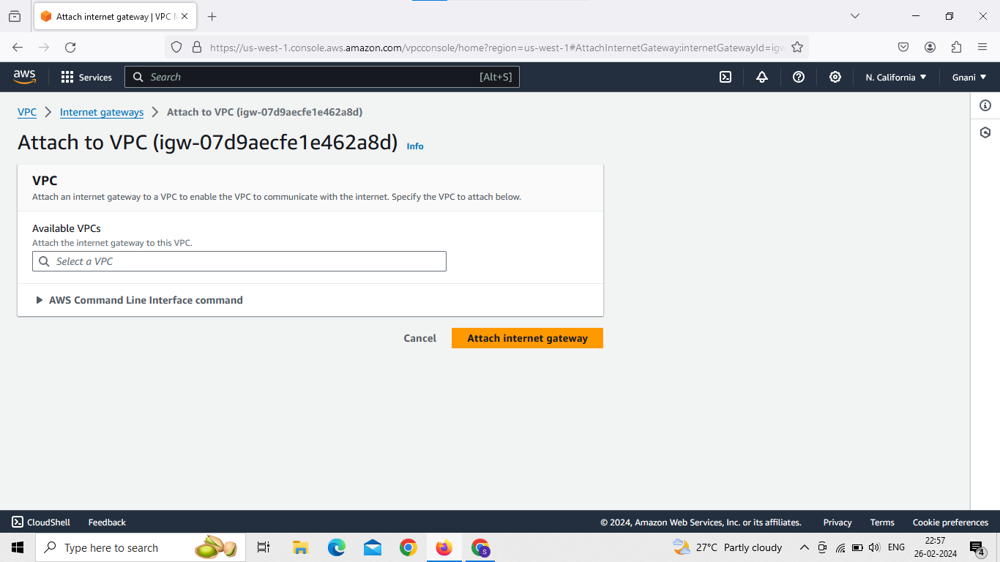 Attach internet gateway | VPC M
https://us-west-1.console.aws.amazon.com/vpcconsole/home?region=us-west-1#AttachInternetGateway:internetGatewayId=igw
aws Services Search [Alt+S] N. California Gnani
VPC Internet gateways Attach to VPC (igw-07d9aecfe1e462a8d)
Attach to VPC (igw-07d9aecfe1e462a8d) Info
VPC
Attach an internet gateway to a VPC to enable the VPC to communicate with the internet. Specify the VPC to attach below.
Available VPCs
Attach the internet gateway to this VPC.
Select a VPC
AWS Command Line Interface command
Cancel Attach internet gateway
CloudShell Feedback © 2024, Amazon Web Services, Inc. or its affiliates. Privacy Terms Cookie preferences
Type here to search S 27°C Partly cloudy ENG 22:57
26-02-2024 4